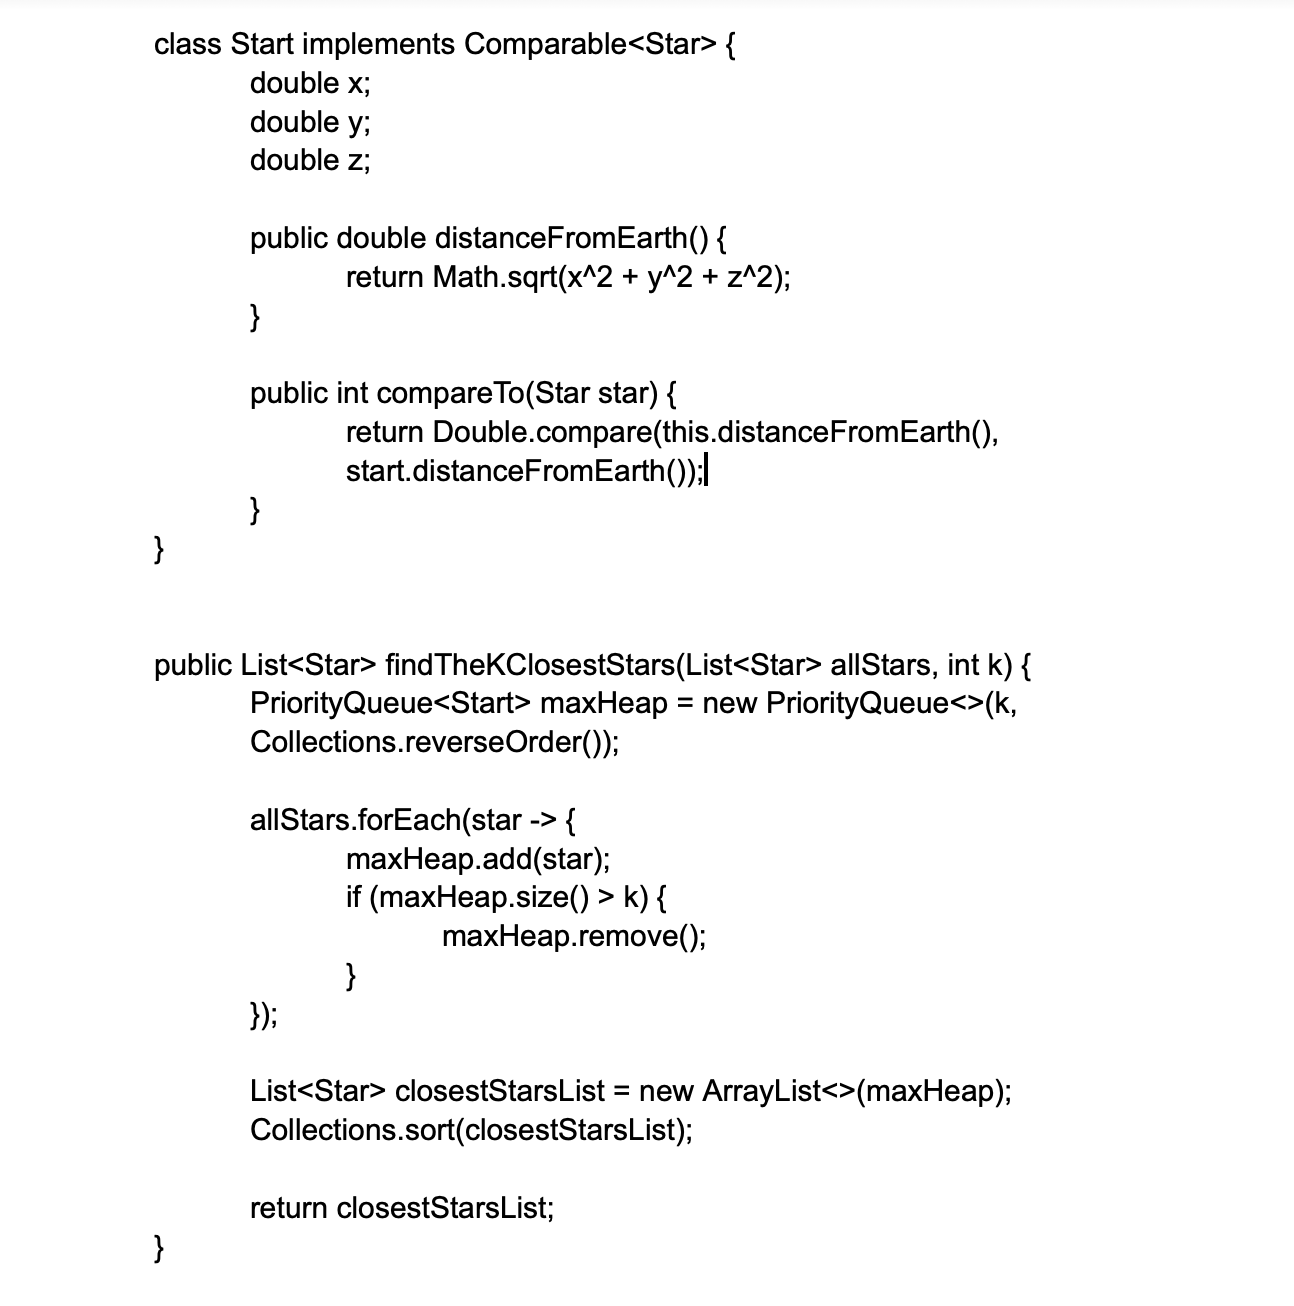 class Start implements Comparable<Star> {
double x;
double y;
double z;
public double distanceFromEarth() {
return Math.sqrt(x^2 + y^2 + z^2);
}
public int compareTo(Star star) {
return Double.compare(this.distanceFromEarth(),
start.distanceFromEarth());
}
}
public List<Star> findTheKClosestStars(List<Star> allStars, int k) {
PriorityQueue<Start> maxHeap = new PriorityQueue<>(k,
Collections.reverseOrder());
allStars.forEach(star -> {
maxHeap.add(star);
if (maxHeap.size() > k) {
maxHeap.remove();
}
});
List<Star> closestStarsList = new ArrayList<>(maxHeap);
Collections.sort(closestStarsList);
return closestStarsList;
}